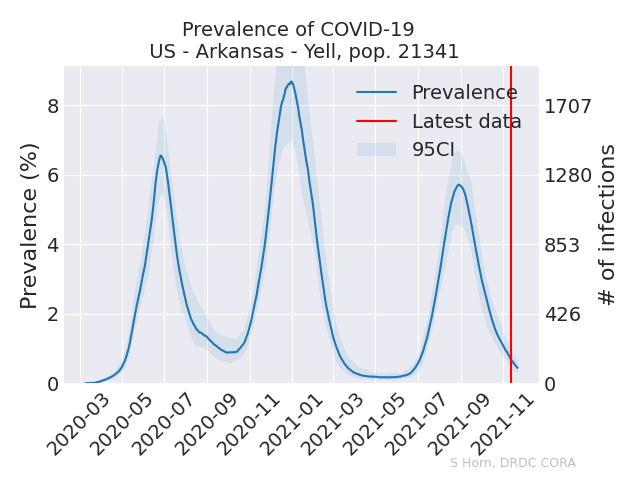 Prevalence of COVID-19
US - Arkansas - Yell, pop. 21341
Prevalence
Latest data
95CI
Prevalence (%)
8
6
4
2
0
1707
1280
853
426
0
# of infections
2020-03
2020-05
2020-07
2020-09
2020-11
2021-01
2021-03
2021-05
2021-07
2021-09
2021-11
S Horn, DRDC CORA